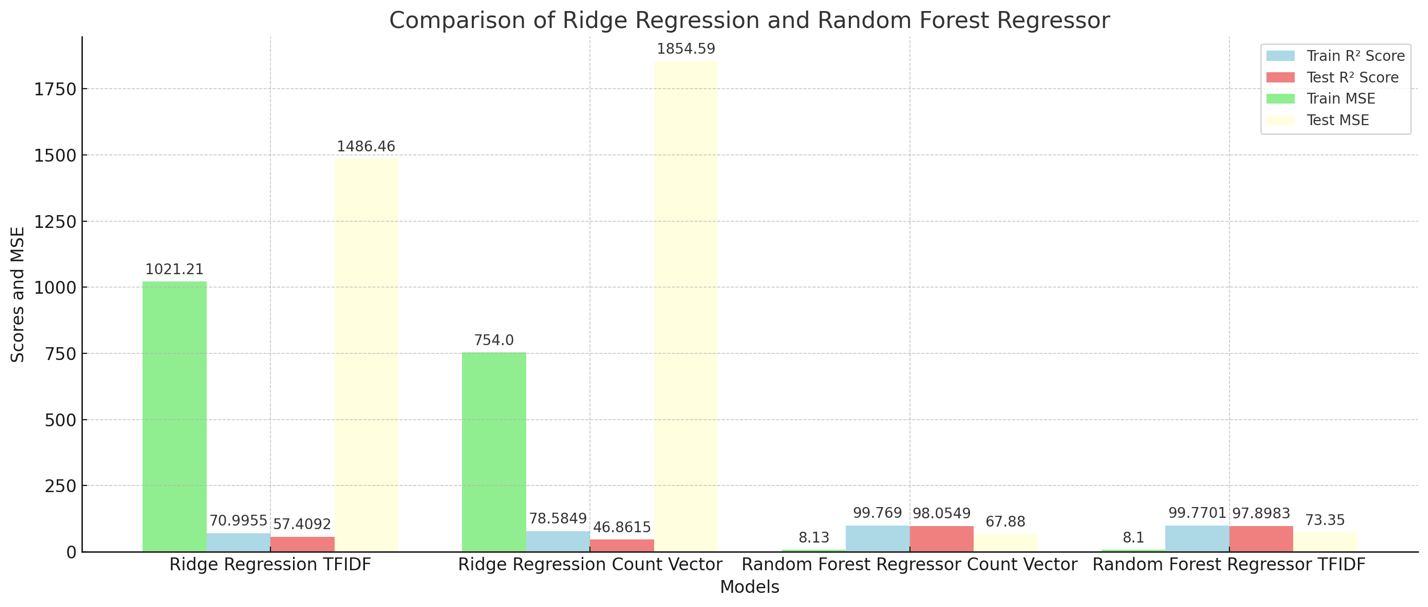 Comparison of Ridge Regression and Random Forest Regressor
Train R² Score
Test R² Score
Train MSE
Test MSE
Scores and MSE
1750
1500
1250
1000
750
500
250
0
1021.21
70.9955
57.4092
1486.46
754.0
78.5849
46.8615
1854.59
8.13
99.769
98.0549
67.88
8.1
99.7701
97.8983
73.35
Ridge Regression TFIDF
Ridge Regression Count Vector
Random Forest Regressor Count Vector
Random Forest Regressor TFIDF
Models